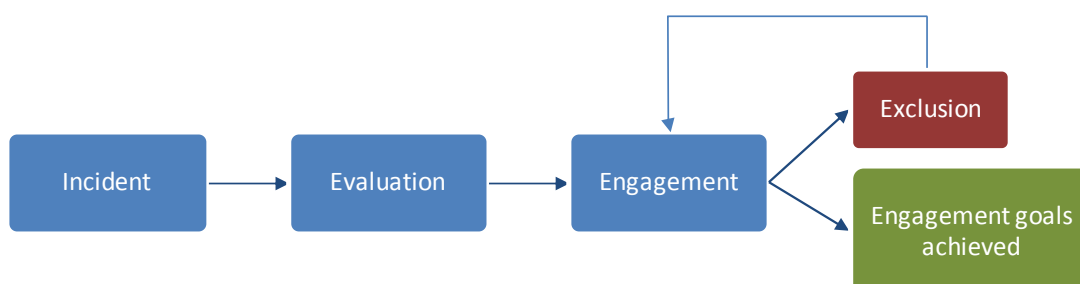 Exclusion
Incident
Evaluation
Engagement
Engagement goals
achieved